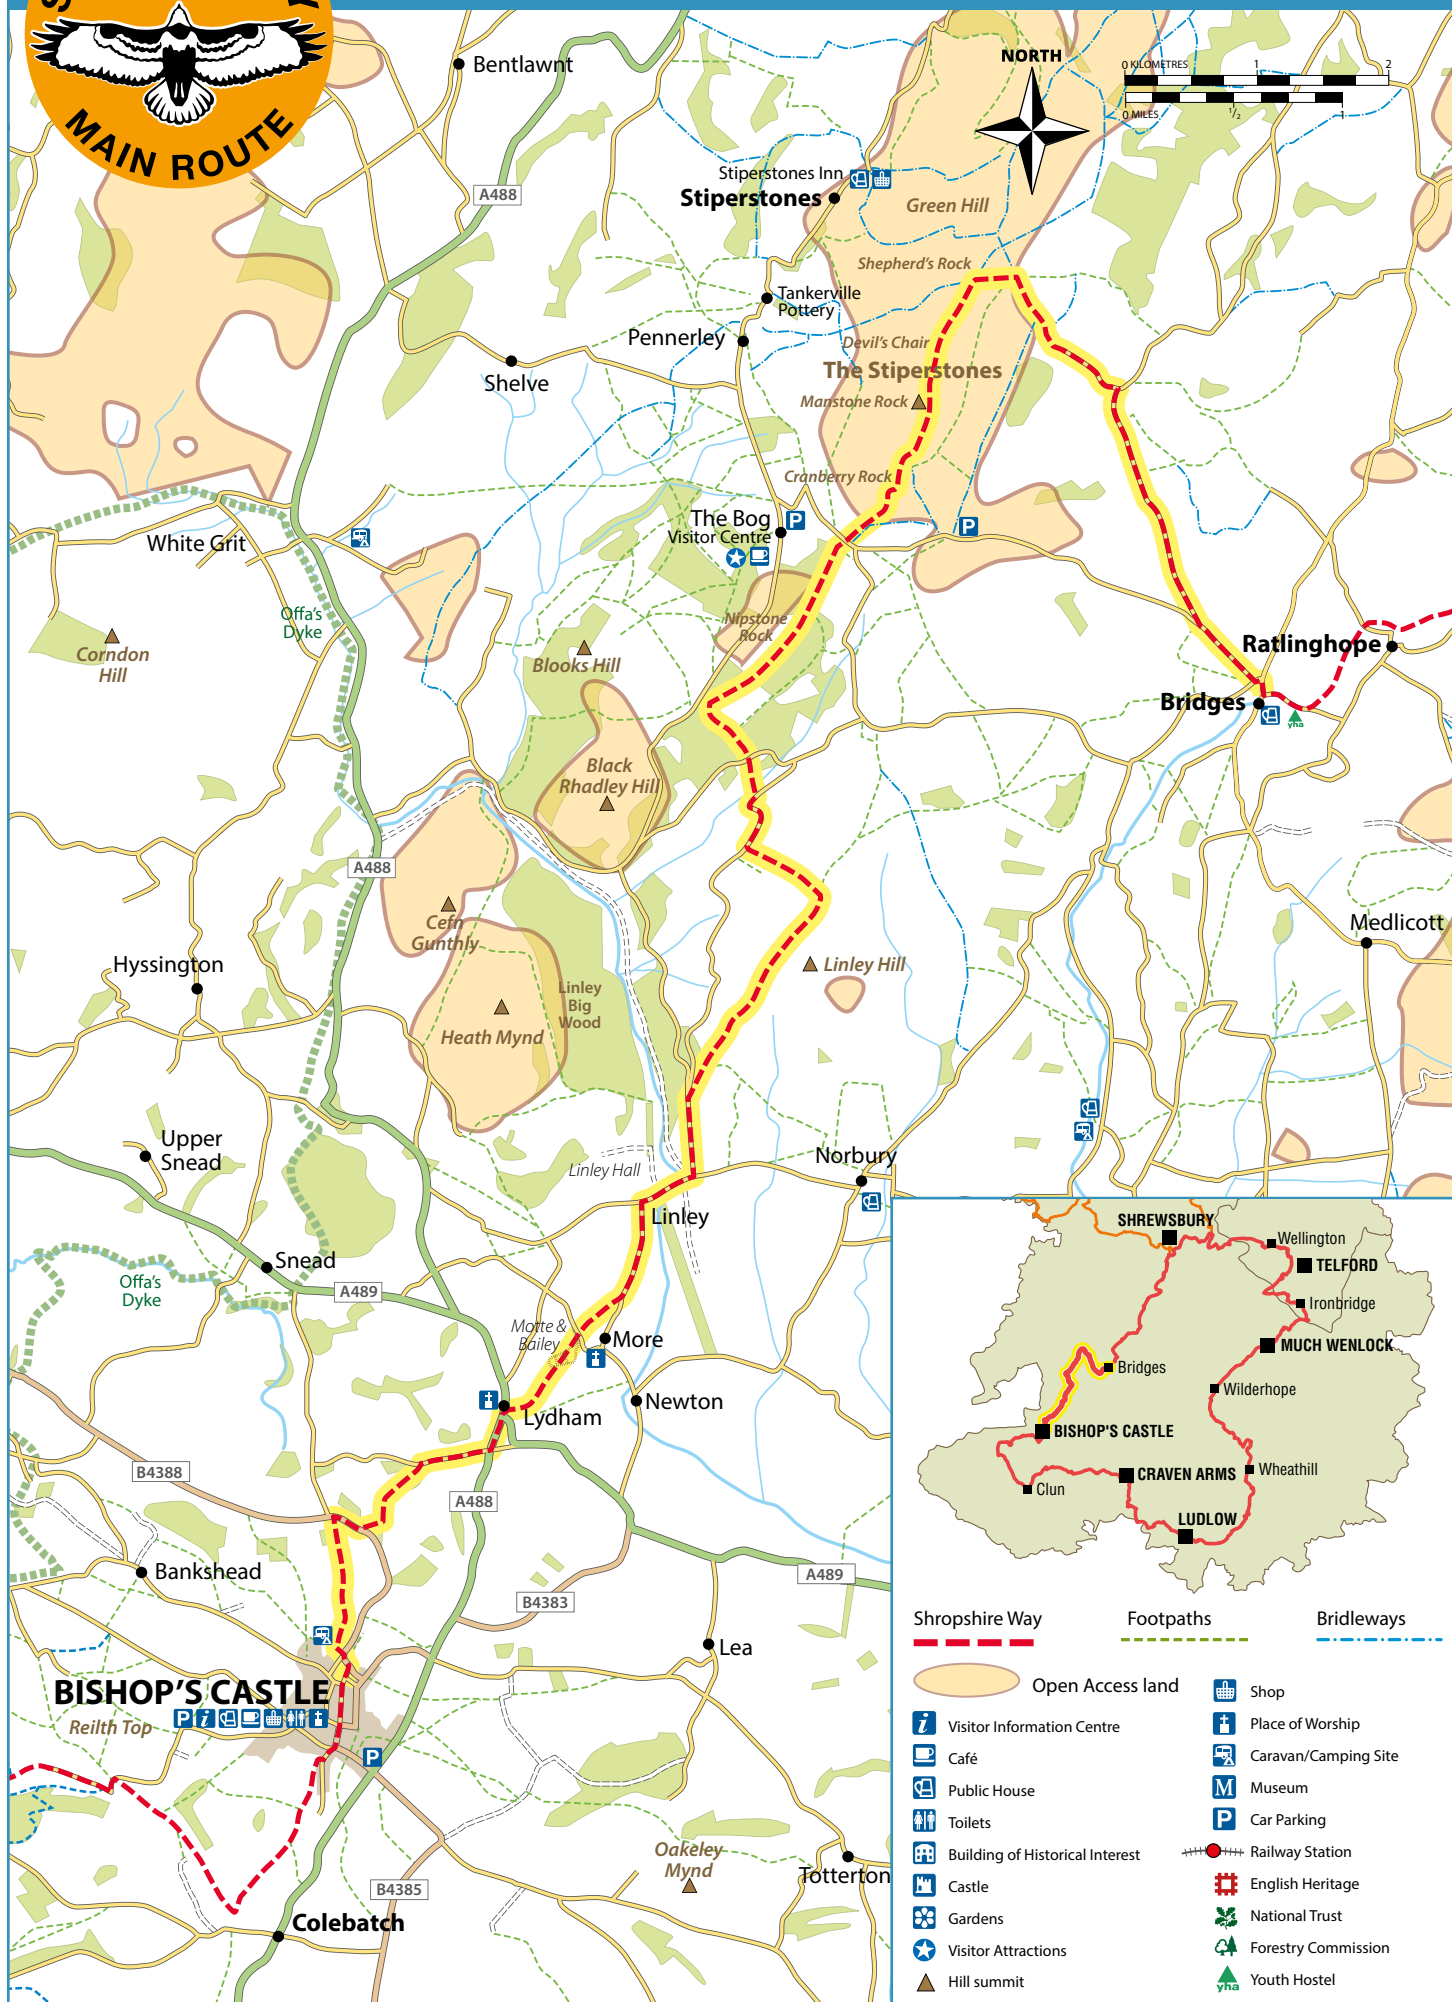 MAIN ROUTE
Bentlawnt
NORTH
0 KILOMETRES 1 2
0 MILES 1/2 1
A488
Stiperstones Inn
Stiperstones
Green Hill
Shepherd's Rock
Tankerville
Pottery
Pennerley
Devil's Chair
The Stiperstones
Shelve
Manstone Rock
Cranberry Rock
The Bog
Visitor Centre
P
P
White Grit
Offa's
Dyke
Nipstone
Rock
Corndon
Hill
Blooks Hill
Ratlinghope
Bridges
yha
Black
Rhadley Hill
A488
Cefn
Gunthly
Medlicott
Hyssington
Linley Hill
Linley
Big
Wood
Heath Mynd
Upper
Snead
Linley Hall
Norbury
Linley
Snead
Offa's
Dyke
A489
Motte &
Bailey
More
Lydham
Newton
B4388
A488
Bankshead
A489
B4383
Lea
BISHOP'S CASTLE
Reilth Top
P i
P
Oakeley
Mynd
Totterton
B4385
Colebatch
SHREWSBURY
Wellington
TELFORD
Ironbridge
MUCH WENLOCK
Bridges
Wilderhope
BISHOP'S CASTLE
CRAVEN ARMS
Wheathill
Clun
LUDLOW
Shropshire Way
Footpaths
Bridleways
Open Access land
Shop
i Visitor Information Centre
Place of Worship
Café
Caravan/Camping Site
Public House
M Museum
Toilets
P Car Parking
Building of Historical Interest
Railway Station
Castle
English Heritage
Gardens
National Trust
Visitor Attractions
Forestry Commission
Hill summit
yha Youth Hostel